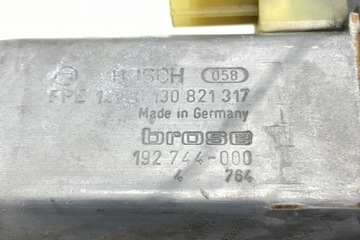 BOSCH 058
130 821 317
Made in Germany
brose
192 744-000
4 764